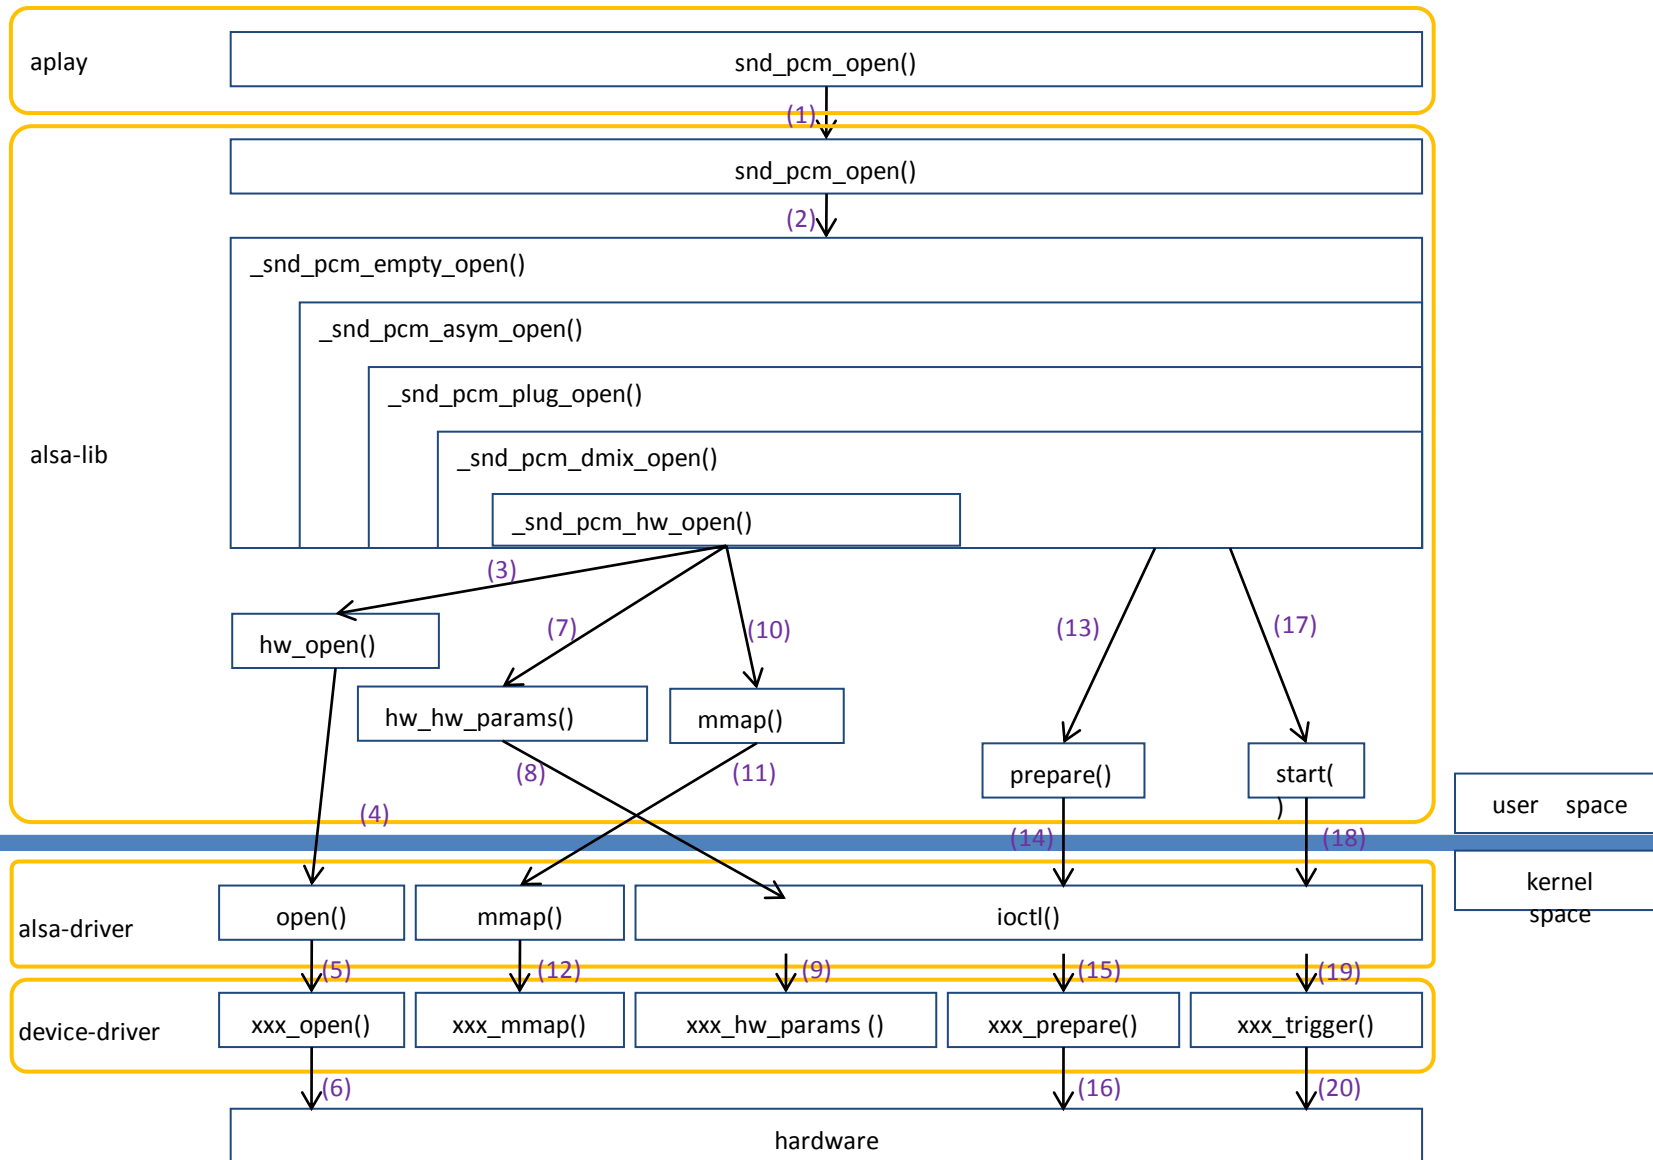 aplay
snd_pcm_open()
(1)
snd_pcm_open()
(2)
_snd_pcm_empty_open()
_snd_pcm_asym_open()
_snd_pcm_plug_open()
alsa-lib
_snd_pcm_dmix_open()
_snd_pcm_hw_open()
(3)
(7)
(10)
(13)
(17)
hw_open()
hw_hw_params()
mmap()
(8)
(11)
prepare()
start(
)
user space
(4)
(14)
(18)
kernel
space
alsa-driver
open()
mmap()
ioctl()
(5)
(12)
(9)
(15)
(19)
device-driver
xxx_open()
xxx_mmap()
xxx_hw_params ()
xxx_prepare()
xxx_trigger()
(6)
(16)
(20)
hardware